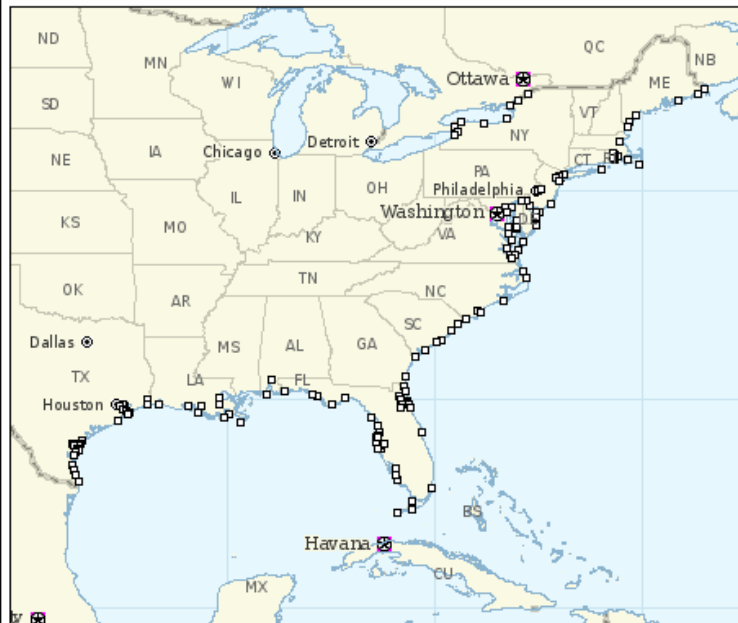 ND
MN
QC
NB
Ottawa
WI
ME
SD
VT
Detroit
NY
Chicago
IA
NE
CT
PA
OH
IN
IL
Philadelphia
Washington
KS
MO
VA
KY
TN
OK
NC
AR
SC
Dallas
MS
AL
GA
TX
LA
FL
Houston
BS
Havana
CU
MX